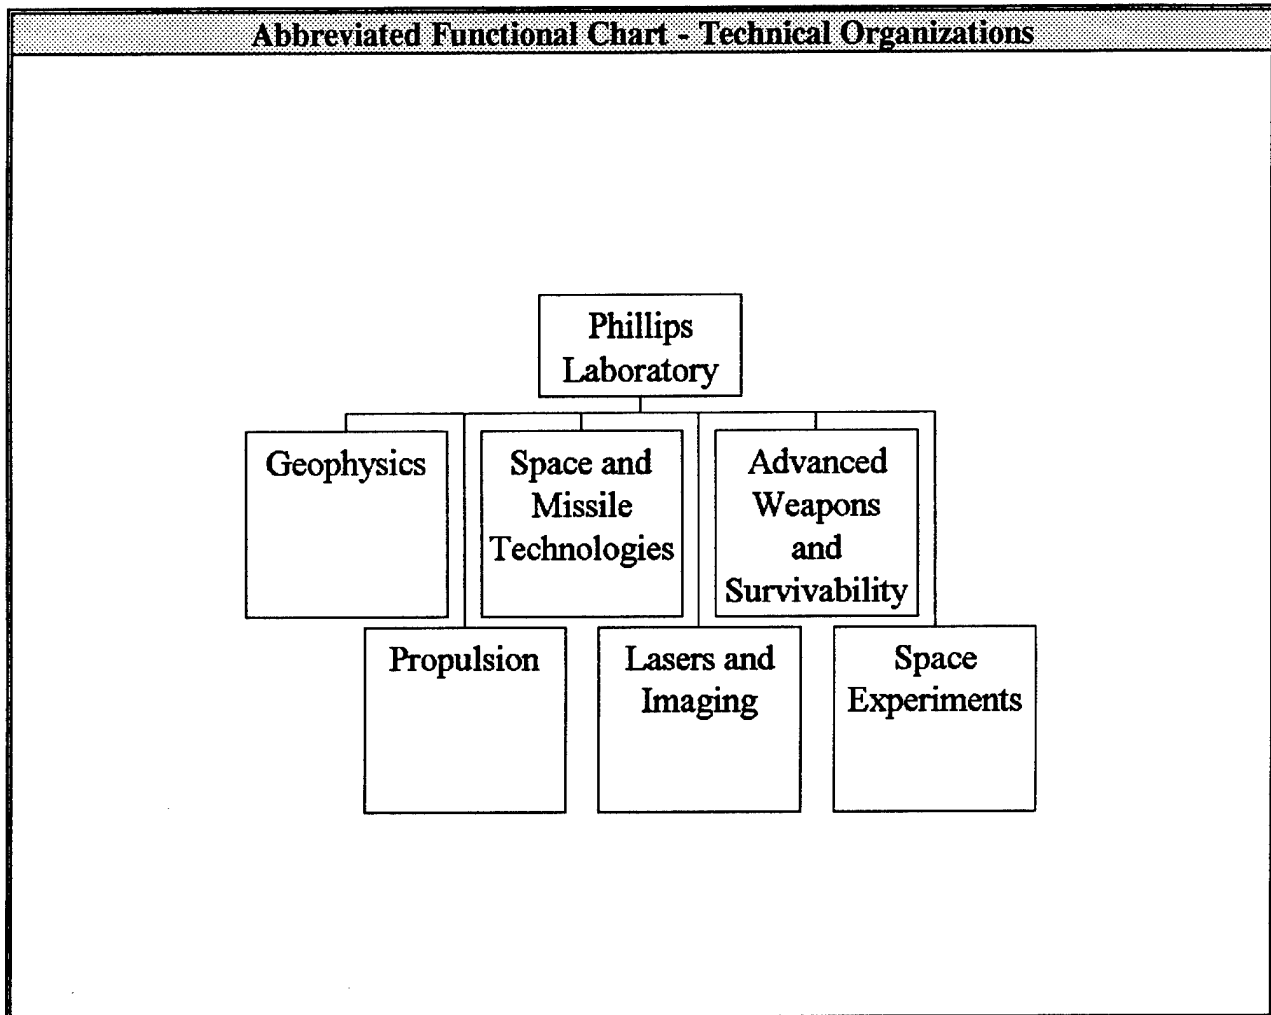 Abbreviated Functional Chart - Technical Organizations
Phillips
Laboratory
Geophysics
Space and
Missile
Technologies
Advanced
Weapons
and
Survivability
Propulsion
Lasers and
Imaging
Space
Experiments